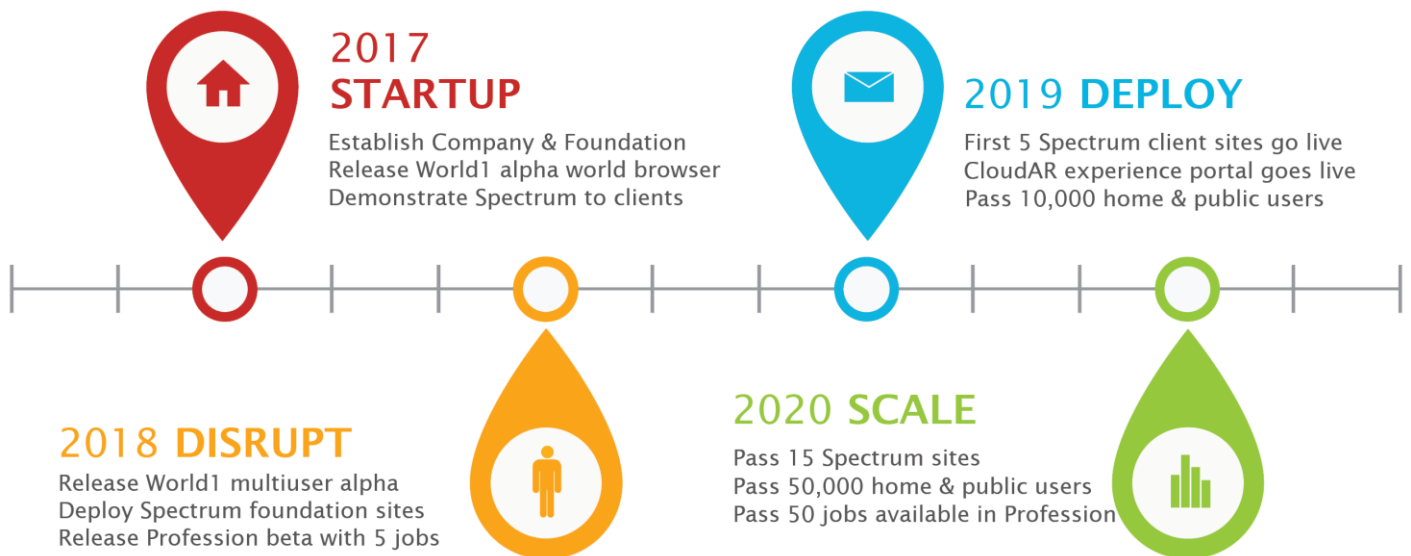 2017
STARTUP
Establish Company & Foundation
Release World1 alpha world browser
Demonstrate Spectrum to clients
2018 DISRUPT
Release World1 multiuser alpha
Deploy Spectrum foundation sites
Release Profession beta with 5 jobs
2019 DEPLOY
First 5 Spectrum client sites go live
CloudAR experience portal goes live
Pass 10,000 home & public users
2020 SCALE
Pass 15 Spectrum sites
Pass 50,000 home & public users
Pass 50 jobs available in Profession